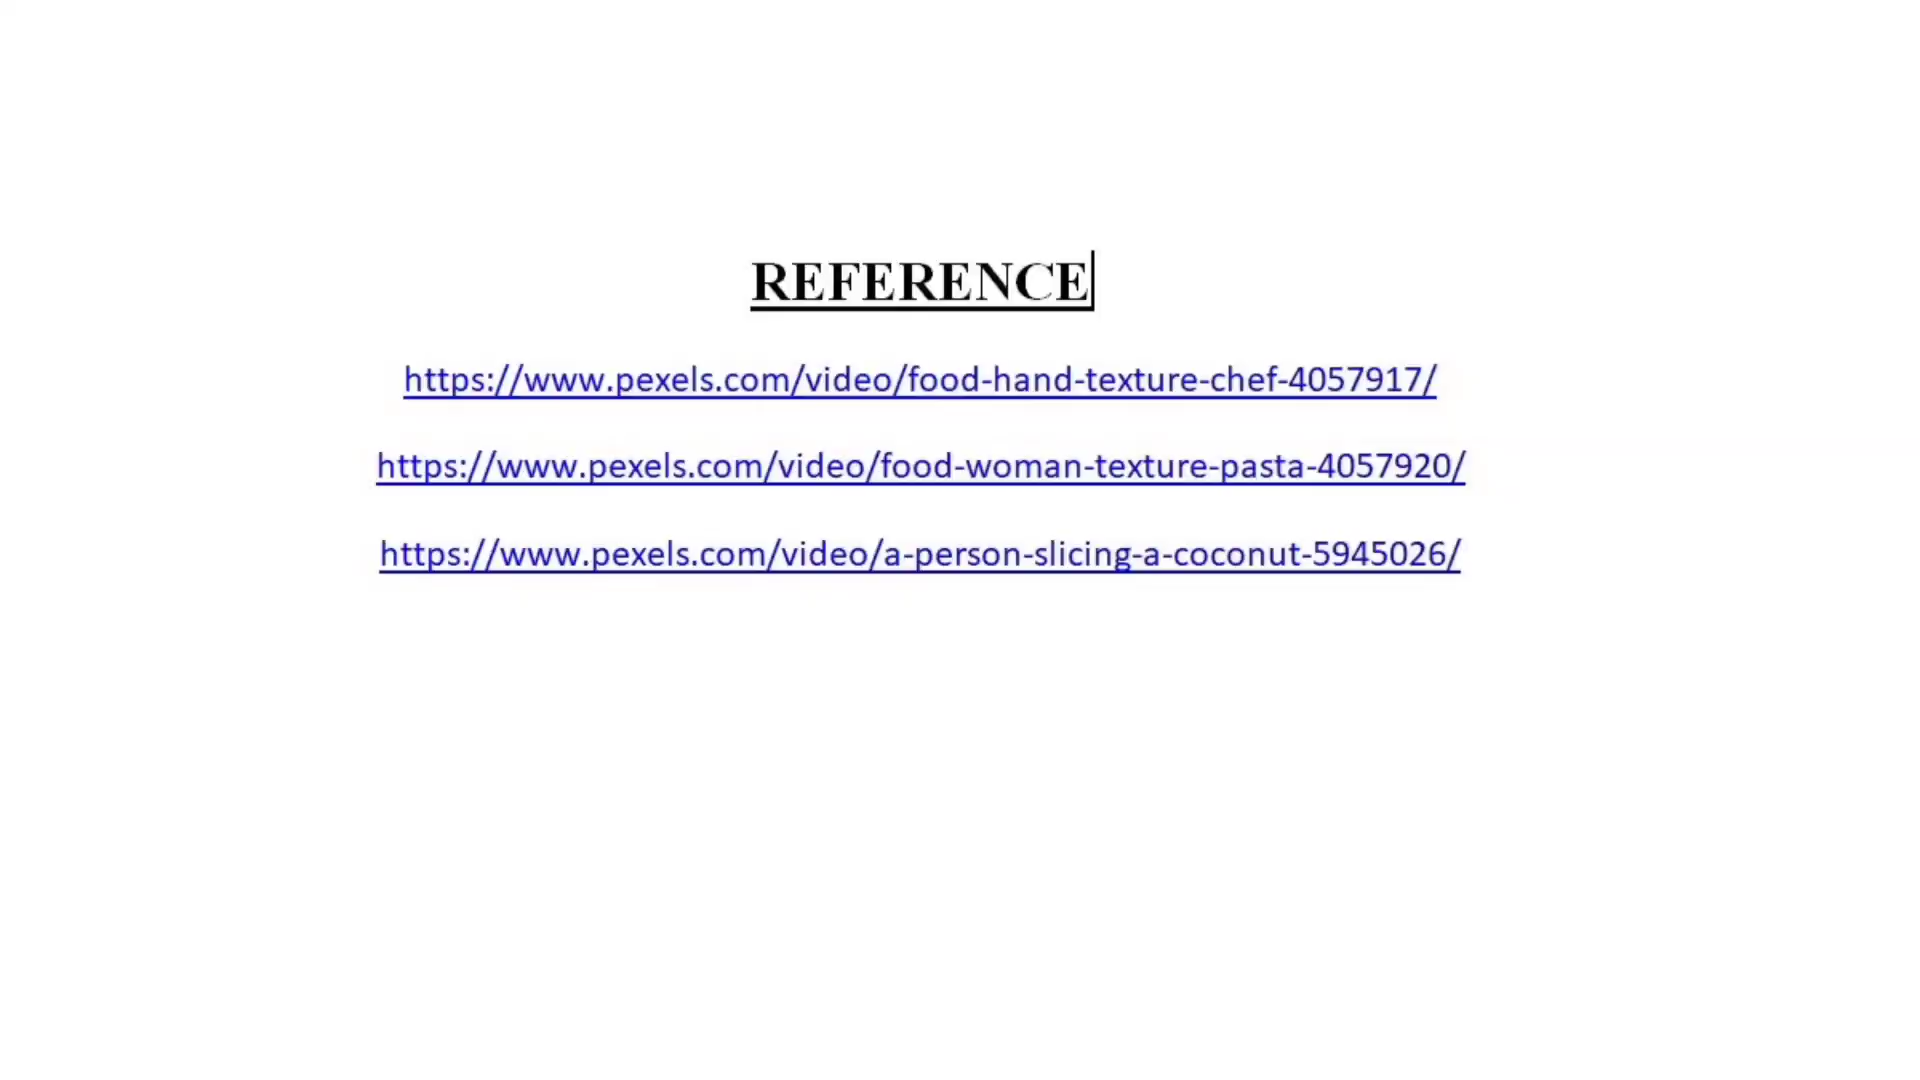 REFERENCE
https://www.pexels.com/video/food-hand-texture-chef-4057917/
https://www.pexels.com/video/food-woman-texture-pasta-4057920/
https://www.pexels.com/video/a-person-slicing-a-coconut-5945026/